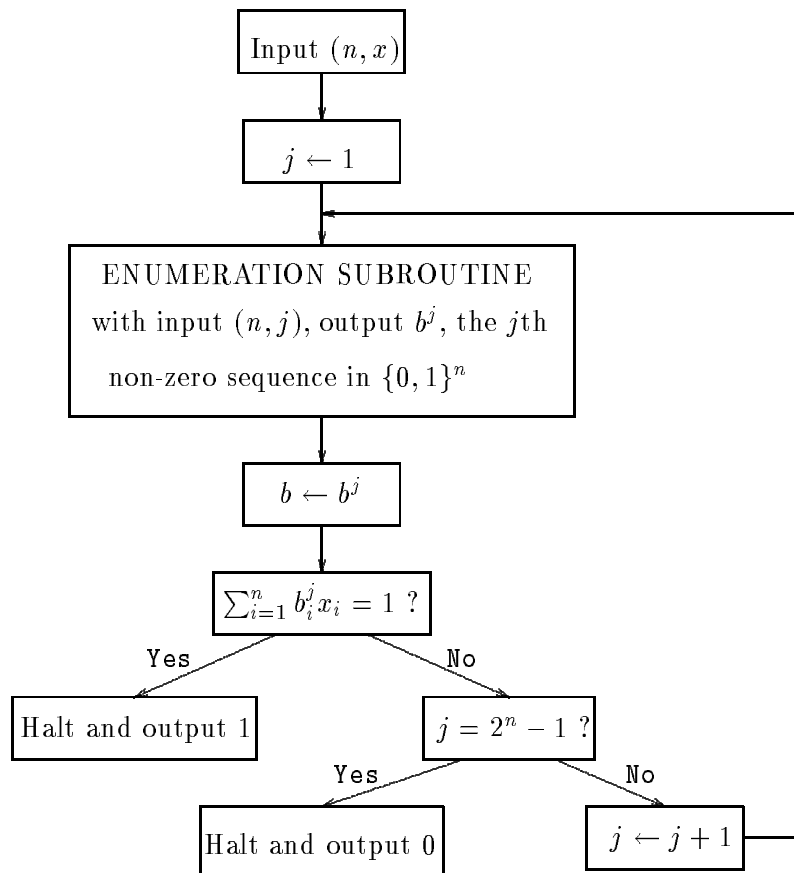 Input (n, x)
j ← 1
ENUMERATION SUBROUTINE
with input (n, j), output b^j, the jth
non-zero sequence in {0, 1}^n
b ← b^j
∑_{i=1}^n b_i^j x_i = 1 ?
Yes
No
Halt and output 1
j = 2^n − 1 ?
Yes
No
Halt and output 0
j ← j + 1